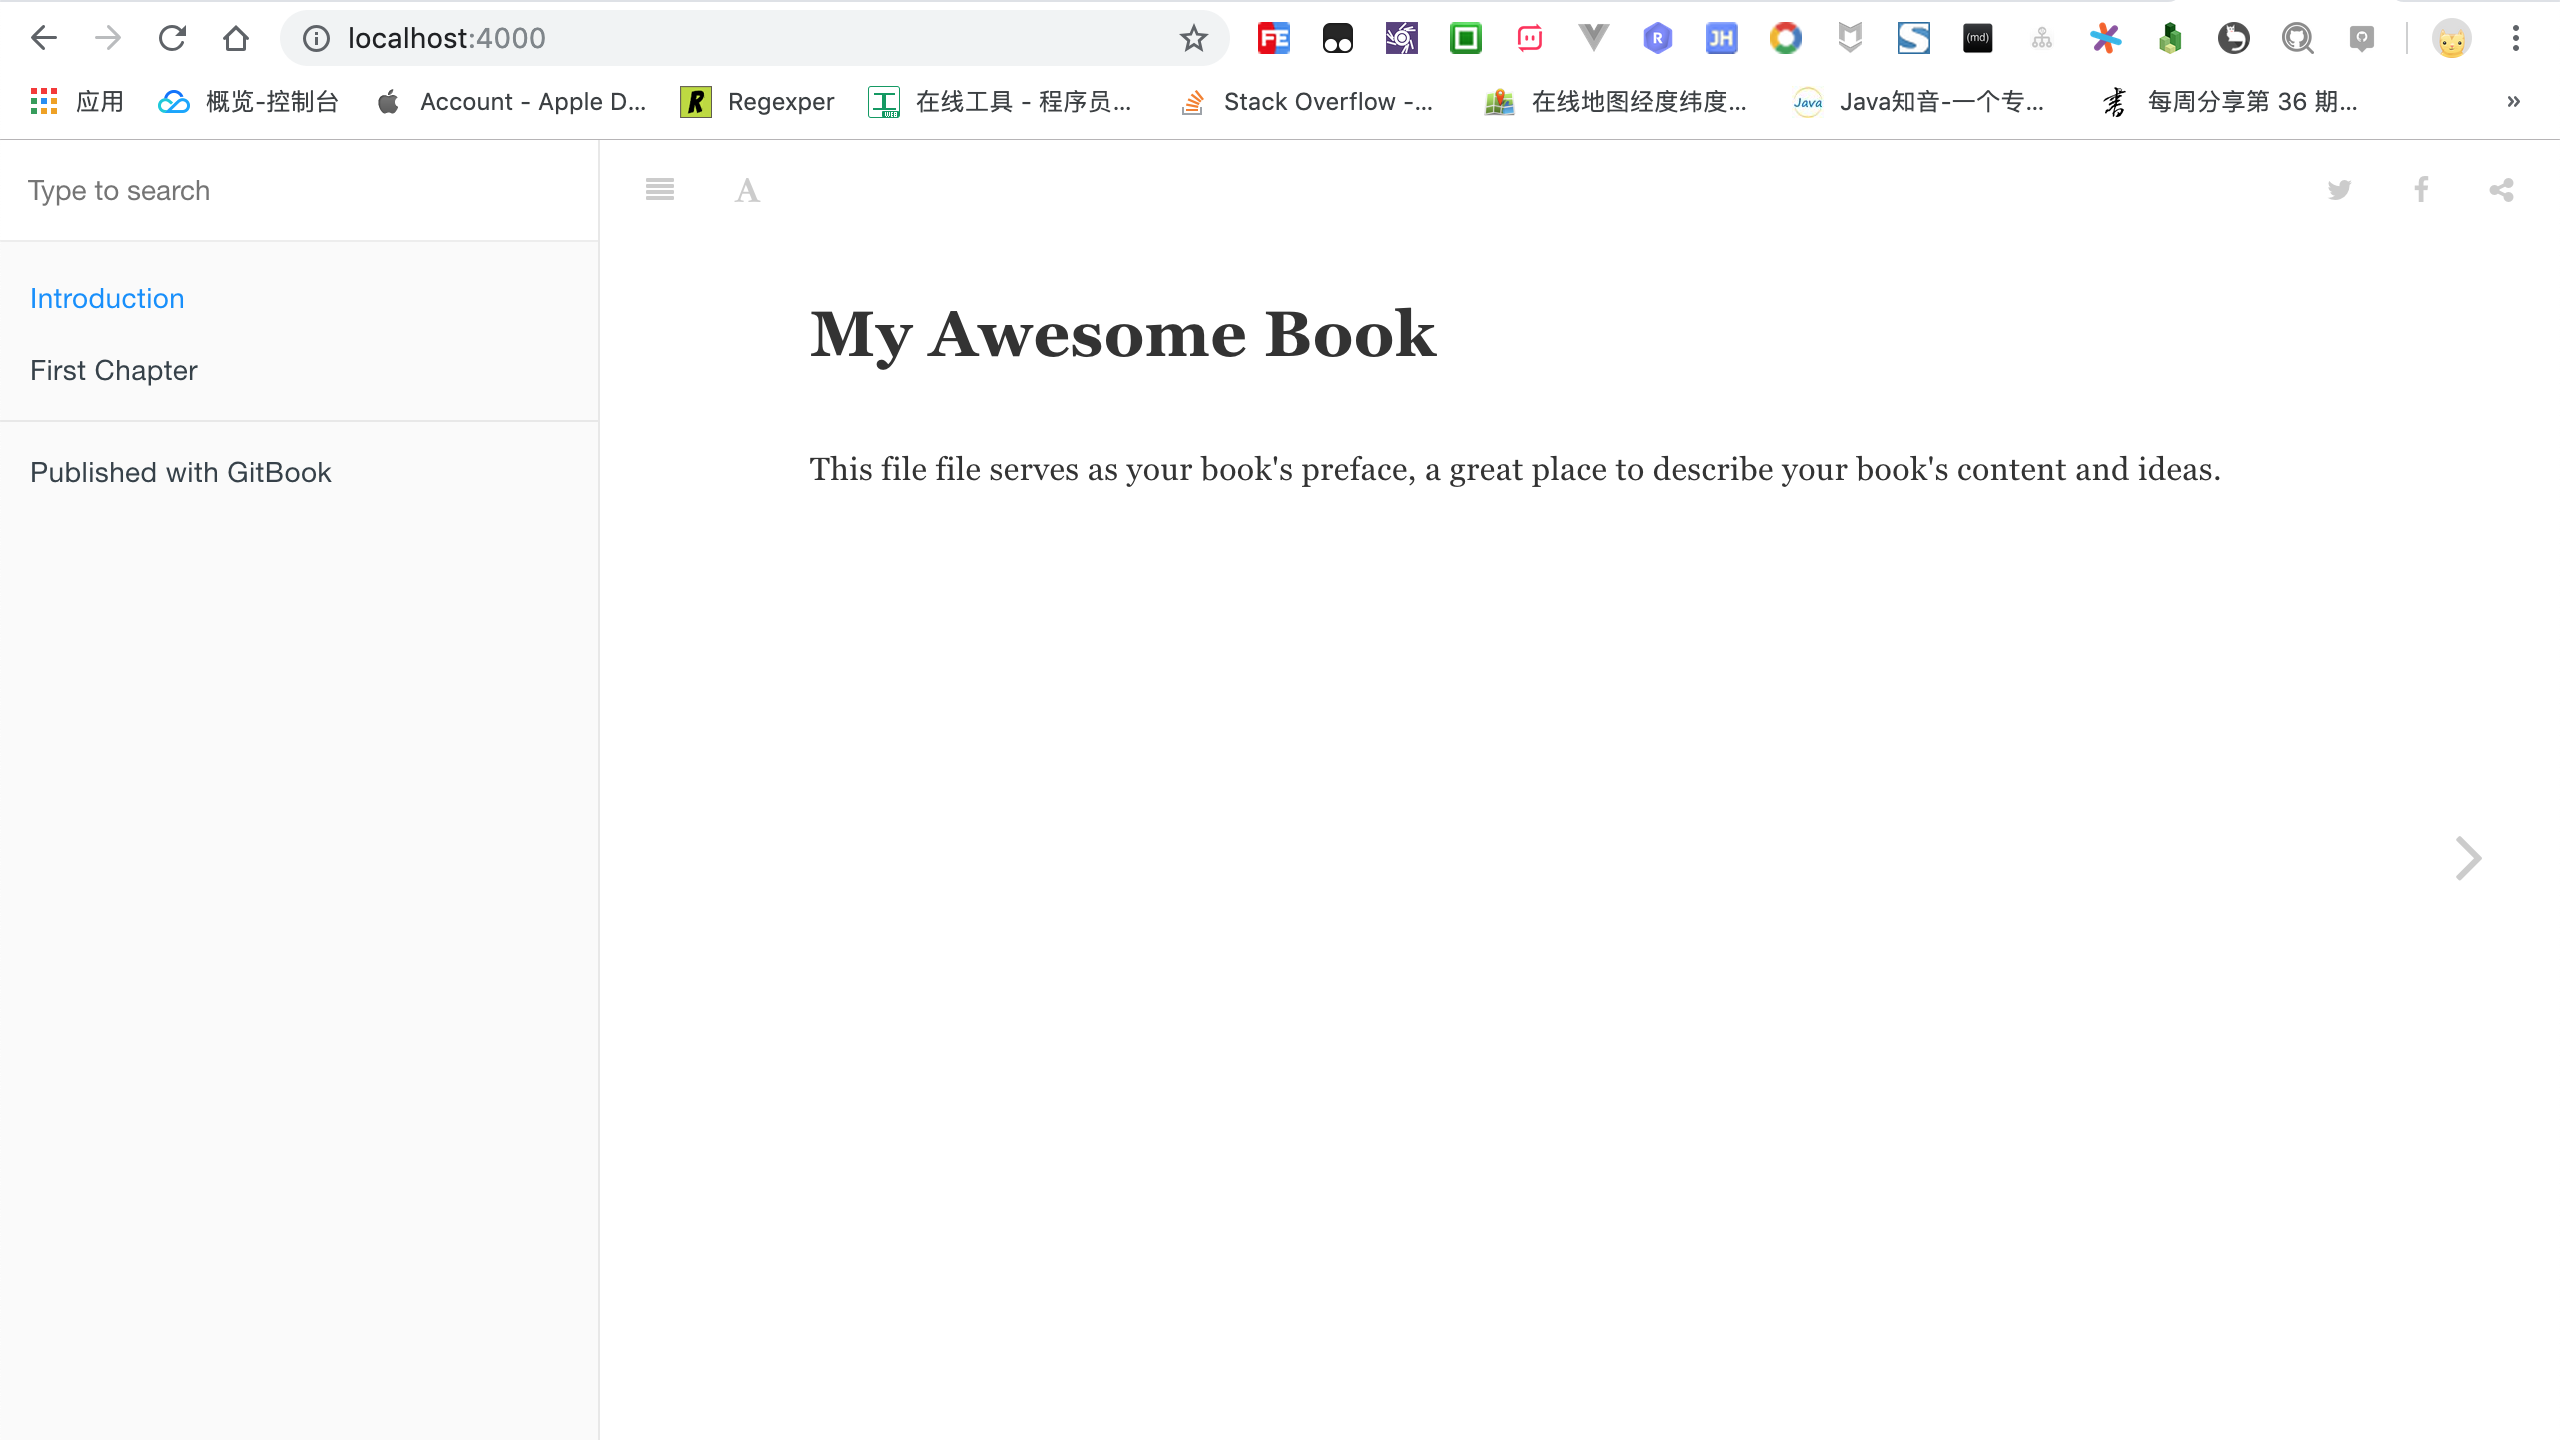 localhost:4000
FE
R
JH
(md)
应用
概览-控制台
Account - Apple D...
R
Regexper
工
WEB
在线工具 - 程序员...
Stack Overflow -...
在线地图经度纬度...
Java
Java知音-一个专...
每周分享第 36 期...
»
Type to search
A
Introduction
First Chapter
Published with GitBook
My Awesome Book
This file file serves as your book's preface, a great place to describe your book's content and ideas.